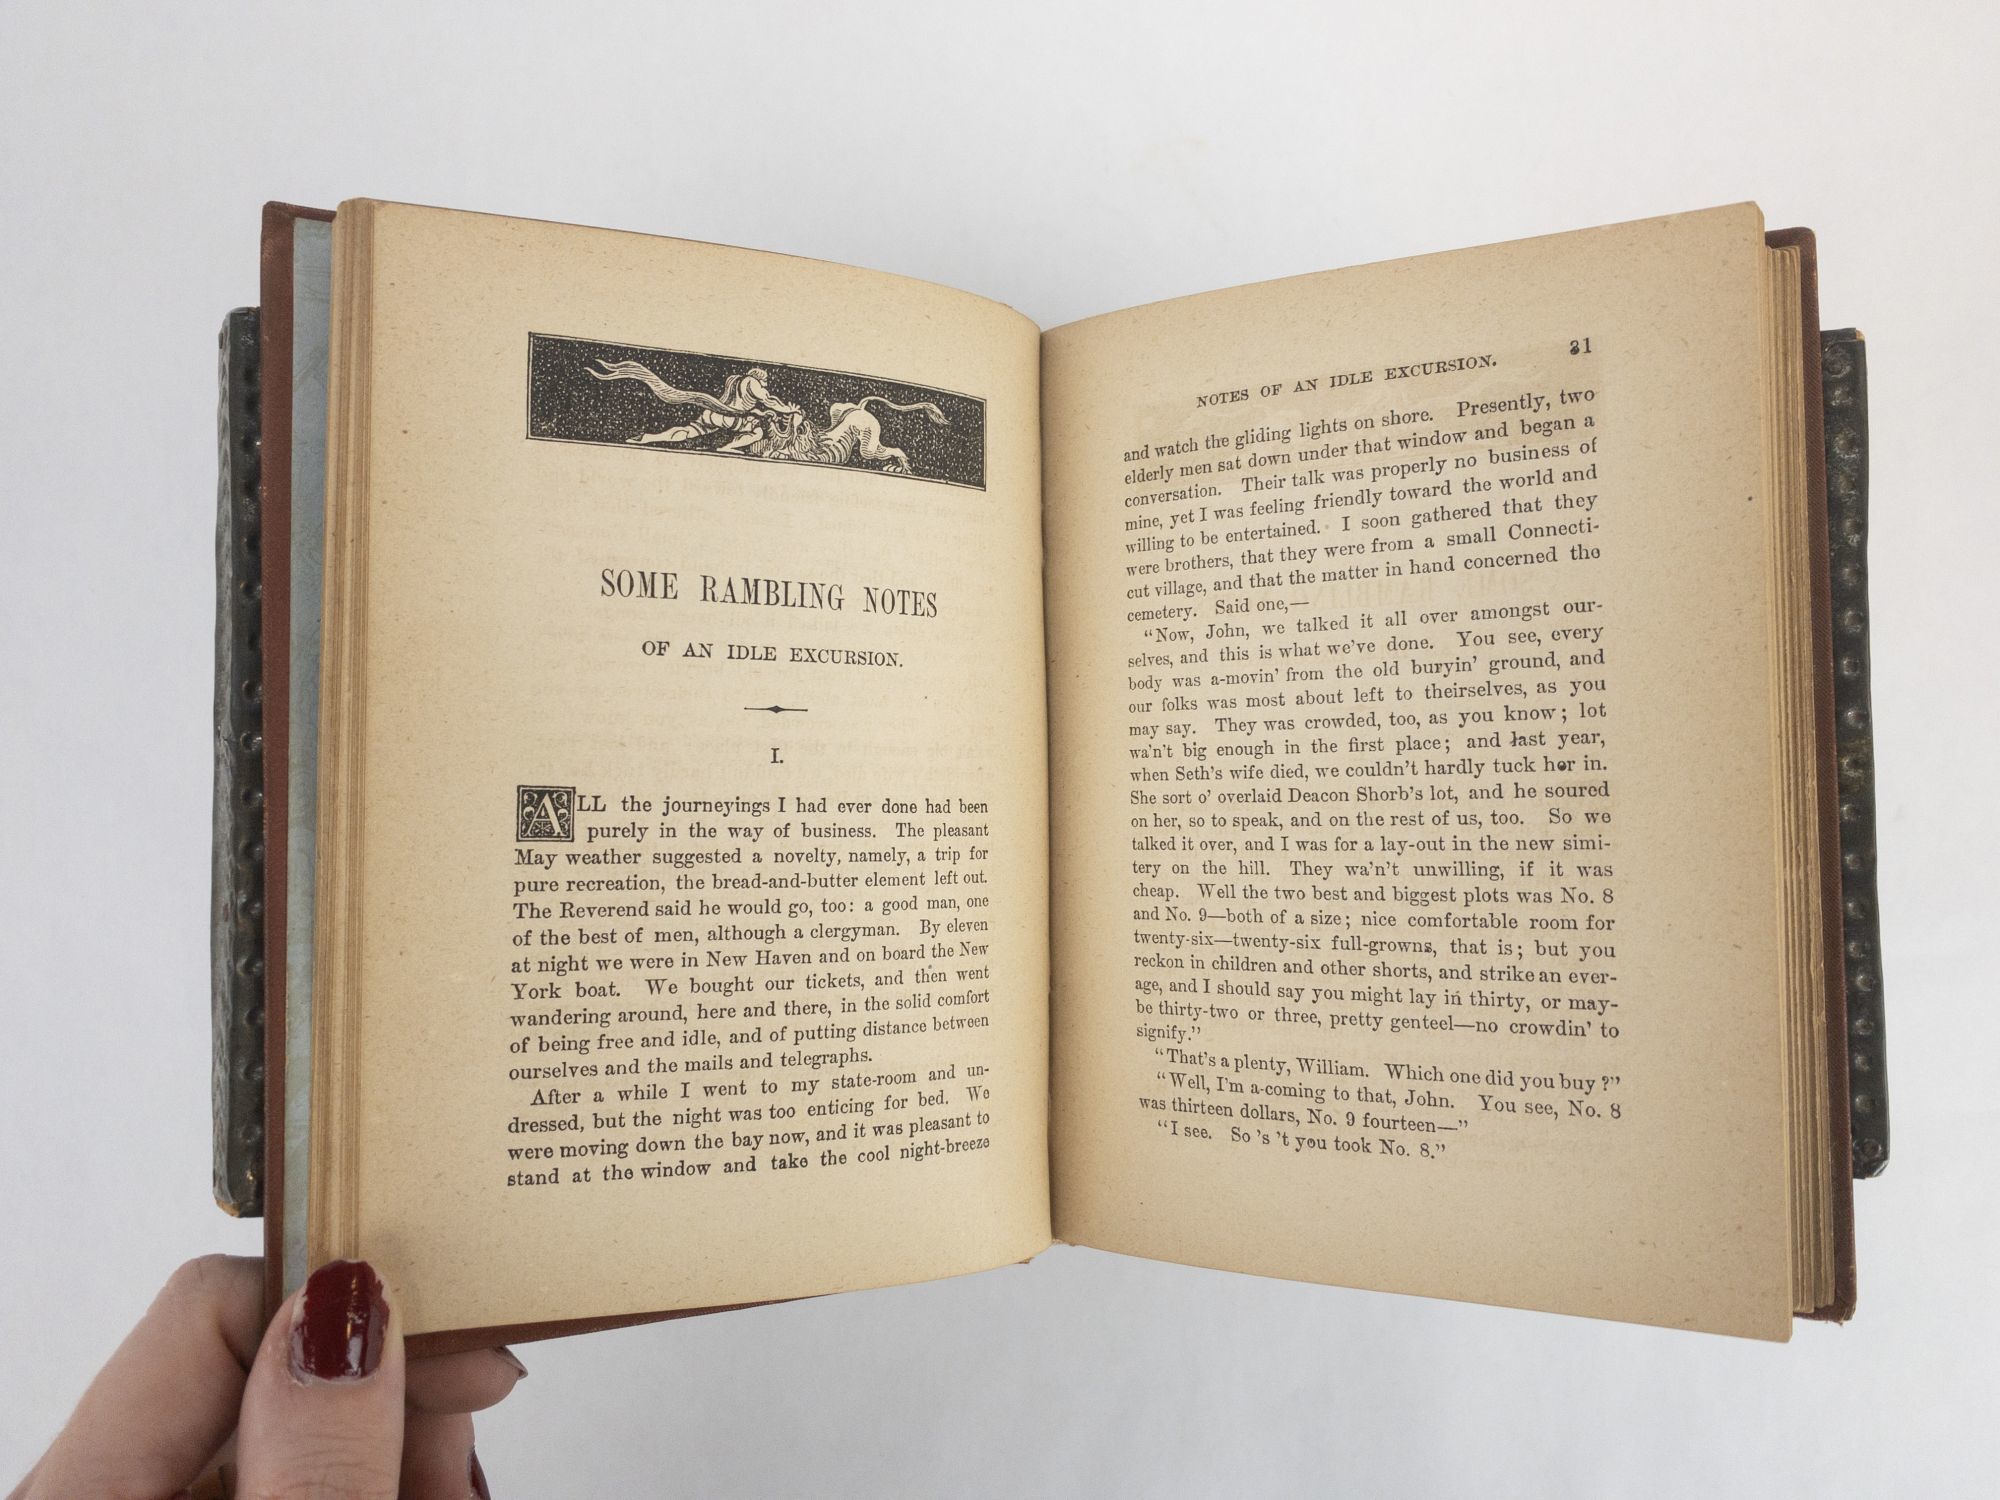 SOME RAMBLING NOTES
OF AN IDLE EXCURSION.
I.
ALL the journeyings I had ever done had been
purely in the way of business. The pleasant
May weather suggested a novelty, namely, a trip for
pure recreation, the bread-and-butter element left out.
The Reverend said he would go, too: a good man, one
of the best of men, although a clergyman. By eleven
at night we were in New Haven and on board the New
York boat. We bought our tickets, and then went
wandering around, here and there, in the solid comfort
of being free and idle, and of putting distance between
ourselves and the mails and telegraphs.
After a while I went to my state-room and un-
dressed, but the night was too enticing for bed. We
were moving down the bay now, and it was pleasant to
stand at the window and take the cool night-breeze
NOTES OF AN IDLE EXCURSION. 31
and watch the gliding lights on shore. Presently, two
elderly men sat down under that window and began a
conversation. Their talk was properly no business of
mine, yet I was feeling friendly toward the world and
willing to be entertained. I soon gathered that they
were brothers, that they were from a small Connecti-
cut village, and that the matter in hand concerned the
cemetery. Said one,—
"Now, John, we talked it all over amongst our-
selves, and this is what we've done. You see, every
body was a-movin' from the old buryin' ground, and
our folks was most about left to theirselves, as you
may say. They was crowded, too, as you know; lot
wa'n't big enough in the first place; and last year,
when Seth's wife died, we couldn't hardly tuck her in.
She sort o' overlaid Deacon Shorb's lot, and he soured
on her, so to speak, and on the rest of us, too. So we
talked it over, and I was for a lay-out in the new simi-
tery on the hill. They wa'n't unwilling, if it was
cheap. Well the two best and biggest plots was No. 8
and No. 9—both of a size; nice comfortable room for
twenty-six—twenty-six full-growns, that is; but you
reckon in children and other shorts, and strike an ever-
age, and I should say you might lay in thirty, or may-
be thirty-two or three, pretty genteel—no crowdin' to
signify."
"That's a plenty, William. Which one did you buy?"
"Well, I'm a-coming to that, John. You see, No. 8
was thirteen dollars, No. 9 fourteen—"
"I see. So 's 't you took No. 8."